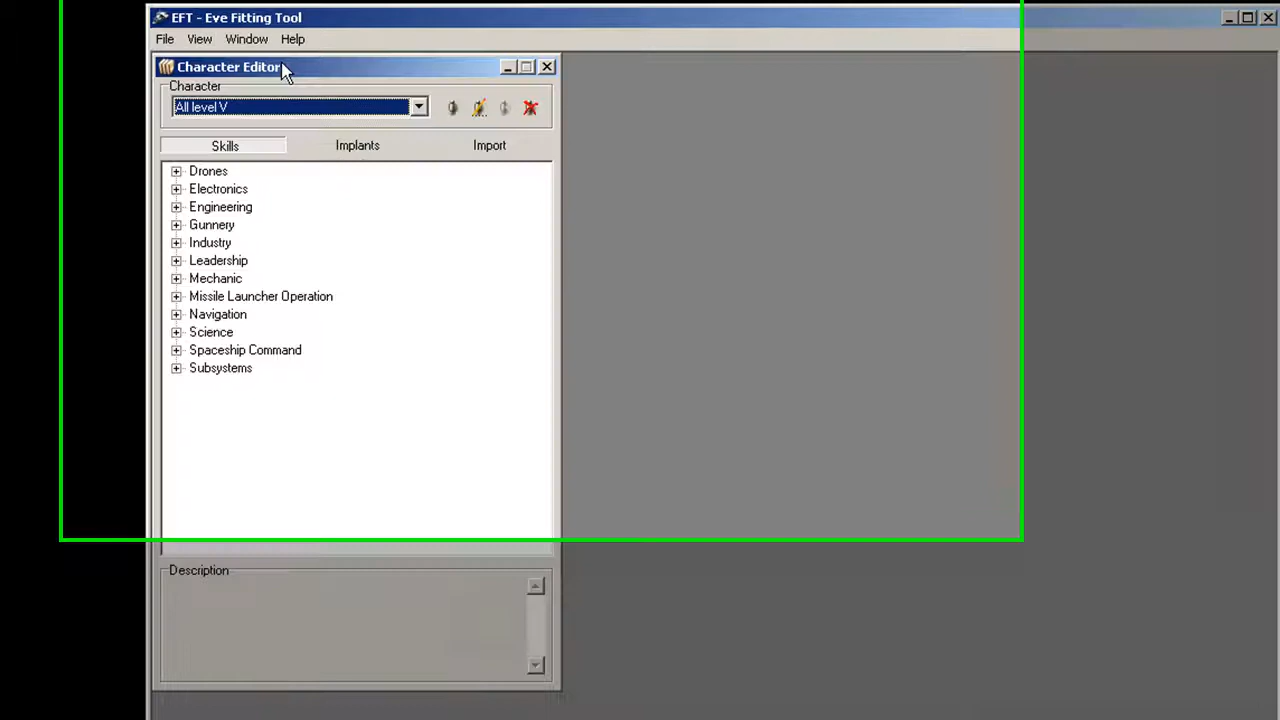 EFT - Eve Fitting Tool
File View Window Help
Character Editor
Character
All level V
Skills Implants Import
Drones
Electronics
Engineering
Gunnery
Industry
Leadership
Mechanic
Missile Launcher Operation
Navigation
Science
Spaceship Command
Subsystems
Description